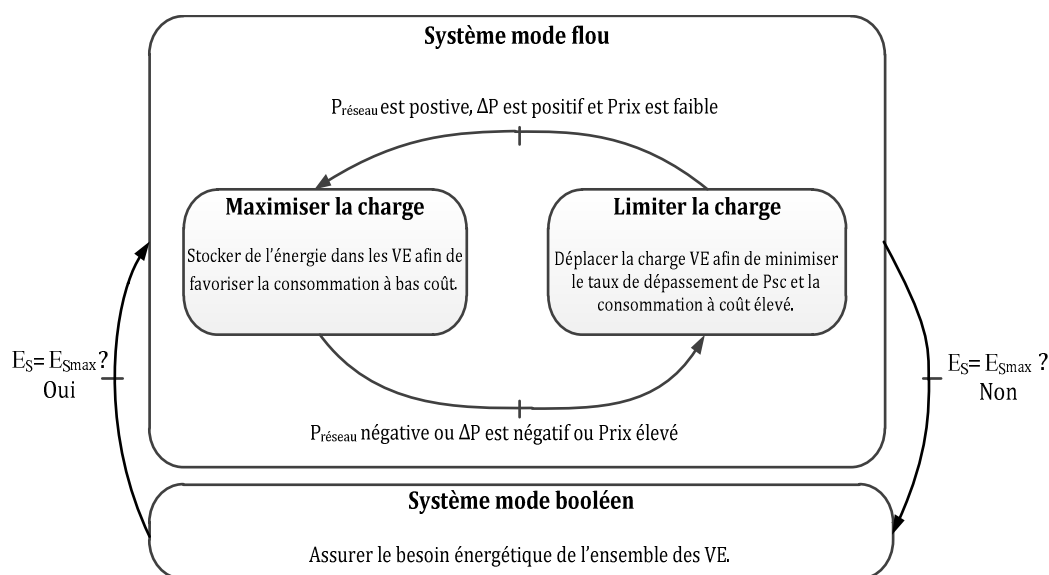 Système mode flou
Préseau est postive, ΔP est positif et Prix est faible
Maximiser la charge
Stocker de l'énergie dans les VE afin de
favoriser la consommation à bas coût.
Limiter la charge
Déplacer la charge VE afin de minimiser
le taux de dépassement de Psc et la
consommation à coût élevé.
ES= ESmax?
Oui
ES= ESmax ?
Non
Préseau négative ou ΔP est négatif ou Prix élevé
Système mode booléen
Assurer le besoin énergétique de l'ensemble des VE.